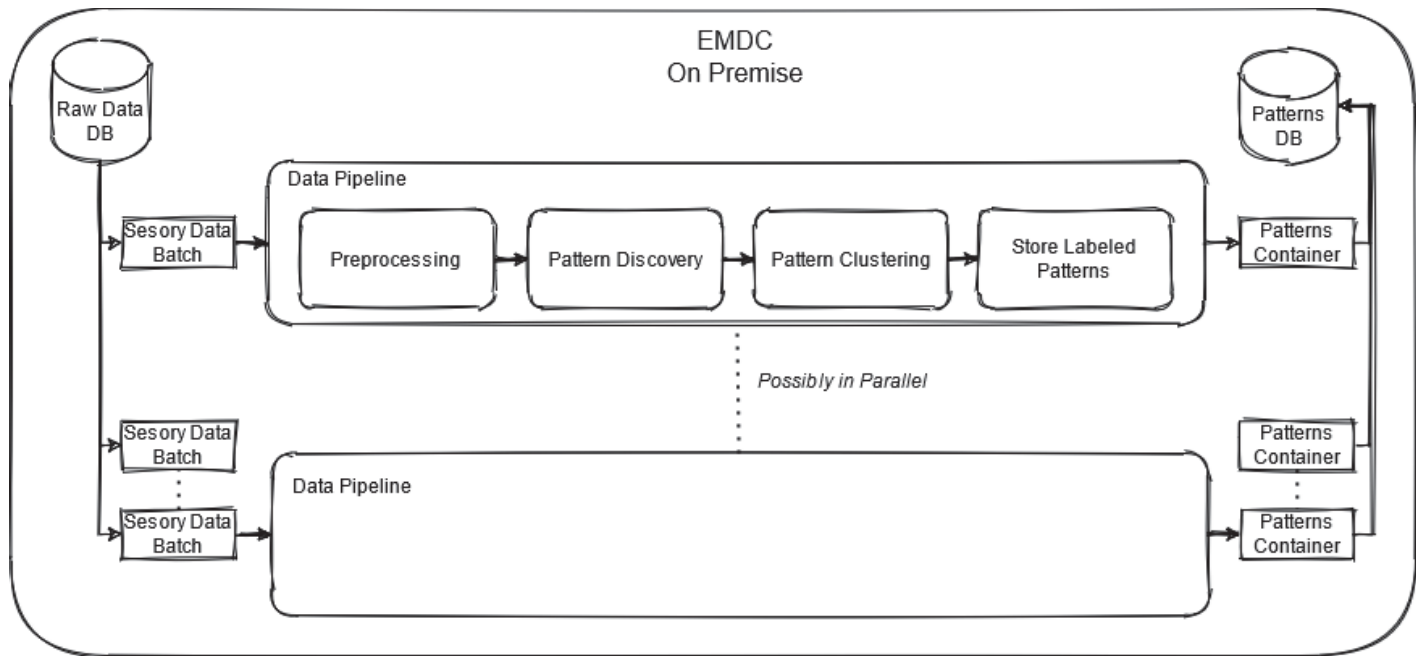 EMDC
On Premise
Raw Data
DB
Patterns
DB
Data Pipeline
Sesory Data
Batch
Preprocessing
Pattern Discovery
Pattern Clustering
Store Labeled
Patterns
Patterns
Container
Possibly in Parallel
Sesory Data
Batch
Patterns
Container
Data Pipeline
Sesory Data
Batch
Patterns
Container